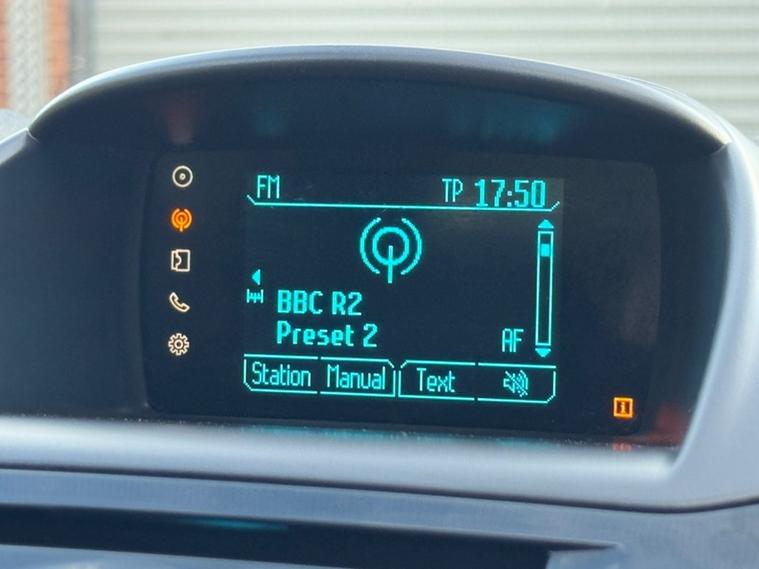 FM TP 17:50
BBC R2
Preset 2 AF
Station Manual Text
i